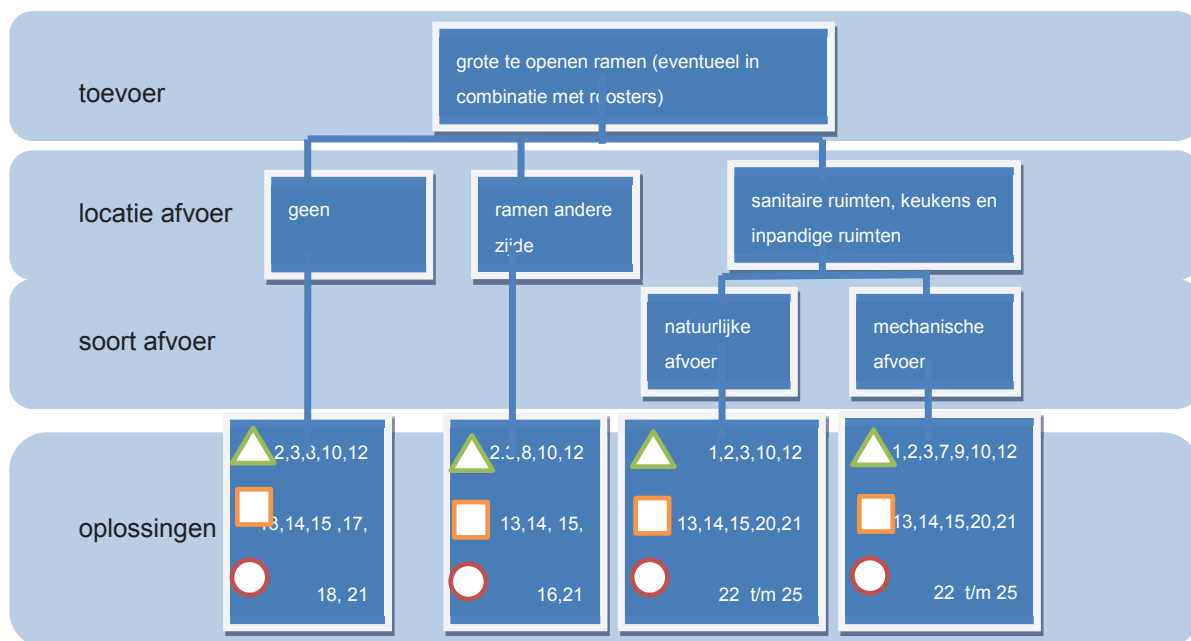 toevoer
grote te openen ramen (eventueel in
combinatie met roosters)
locatie afvoer
geen
ramen andere
zijde
sanitaire ruimten, keukens en
inpandige ruimten
soort afvoer
natuurlijke
afvoer
mechanische
afvoer
oplossingen
2,3,8,10,12
13,14,15 ,17,
18, 21
2.3,8,10,12
13,14, 15,
16,21
1,2,3,10,12
13,14,15,20,21
22 t/m 25
1,2,3,7,9,10,12
13,14,15,20,21
22 t/m 25